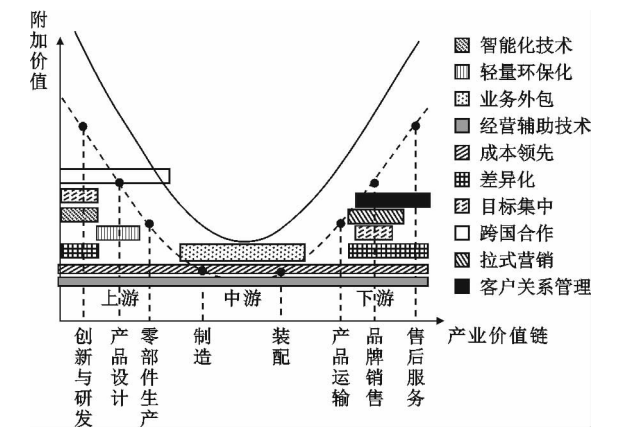 附加价值
智能化技术
轻量环保化
业务外包
经营辅助技术
成本领先
差异化
目标集中
跨国合作
拉式营销
客户关系管理
上游
中游
下游
产业价值链
创新与研发
产品设计
零部件生产
制造
装配
产品运输
品牌销售
售后服务